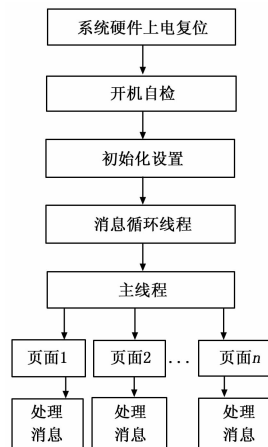 系统硬件上电复位
开机自检
初始化设置
消息循环线程
主线程
页面1
页面2
...
页面n
处理
消息
处理
消息
处理
消息